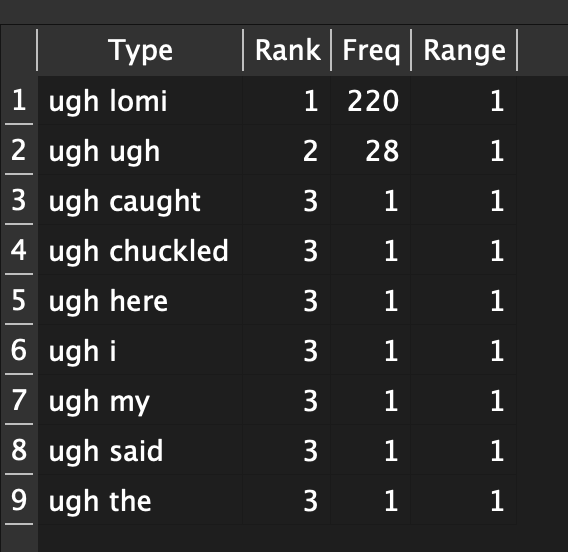 Type Rank Freq Range
1 ugh lomi 1 220 1
2 ugh ugh 2 28 1
3 ugh caught 3 1 1
4 ugh chuckled 3 1 1
5 ugh here 3 1 1
6 ugh i 3 1 1
7 ugh my 3 1 1
8 ugh said 3 1 1
9 ugh the 3 1 1